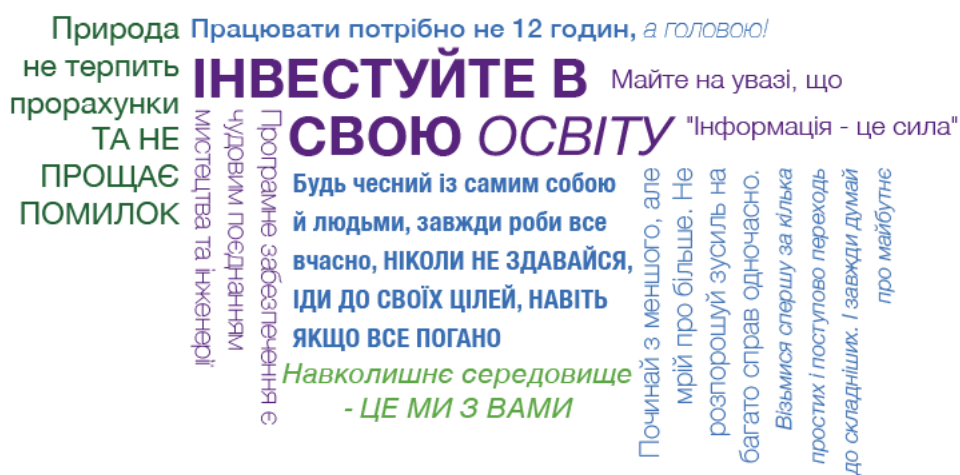 Природа
не терпить
прорахунки
ТА НЕ
ПРОЩАЄ
ПОМИЛОК
Працювати потрібно не 12 годин, а головою!
ІНВЕСТУЙТЕ В
СВОЮ ОСВІТУ
Майте на увазі, що
"Інформація - це сила"
Програмне забезпечення є
чудовим поєднанням
мистецтва та інженерії
Будь чесний із самим собою
й людьми, завжди роби все
вчасно, НІКОЛИ НЕ ЗДАВАЙСЯ,
ІДИ ДО СВОЇХ ЦІЛЕЙ, НАВІТЬ
ЯКЩО ВСЕ ПОГАНО
Навколишнє середовище
- ЦЕ МИ З ВАМИ
Починай з меншого, але
мрій про більше. Не
розпорошуй зусиль на
багато справ одночасно.
Візьмися спершу за кілька
простих і поступово переходь
до складніших. І завжди думай
про майбутнє